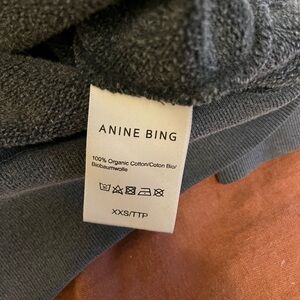 ANINE BING
100% Organic Cotton/Coton Bio/
Biobaumwolle
XXS/TTP